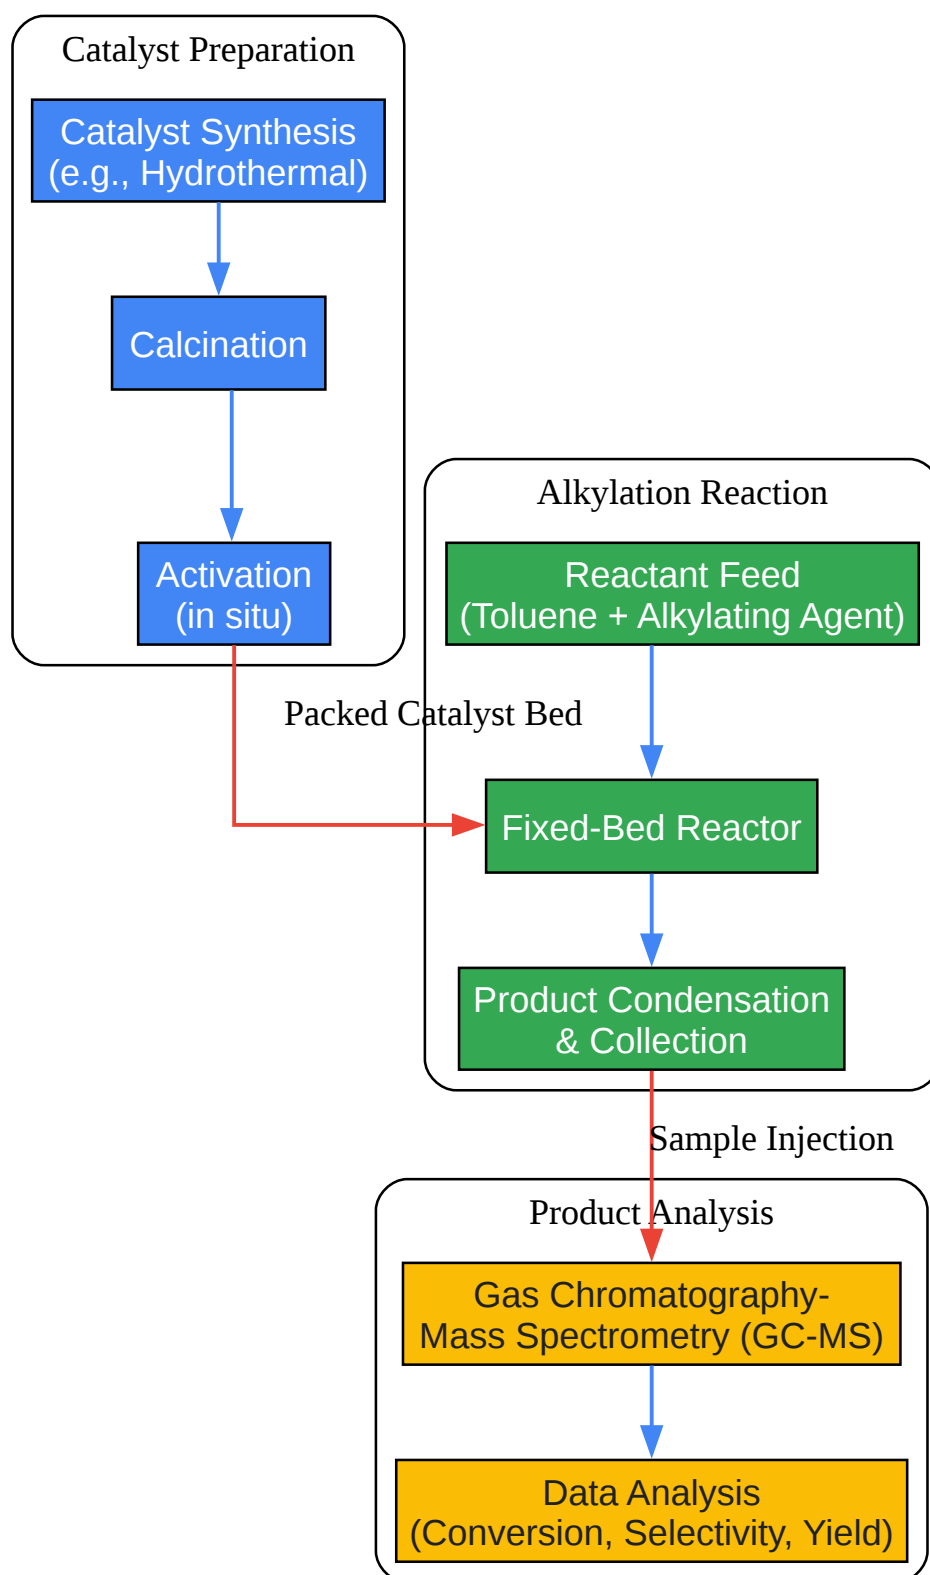 Catalyst Preparation
Catalyst Synthesis
(e.g., Hydrothermal)
Calcination
Activation
(in situ)
Alkylation Reaction
Reactant Feed
(Toluene + Alkylating Agent)
Packed Catalyst Bed
Fixed-Bed Reactor
Product Condensation
& Collection
Sample Injection
Product Analysis
Gas Chromatography-
Mass Spectrometry (GC-MS)
Data Analysis
(Conversion, Selectivity, Yield)